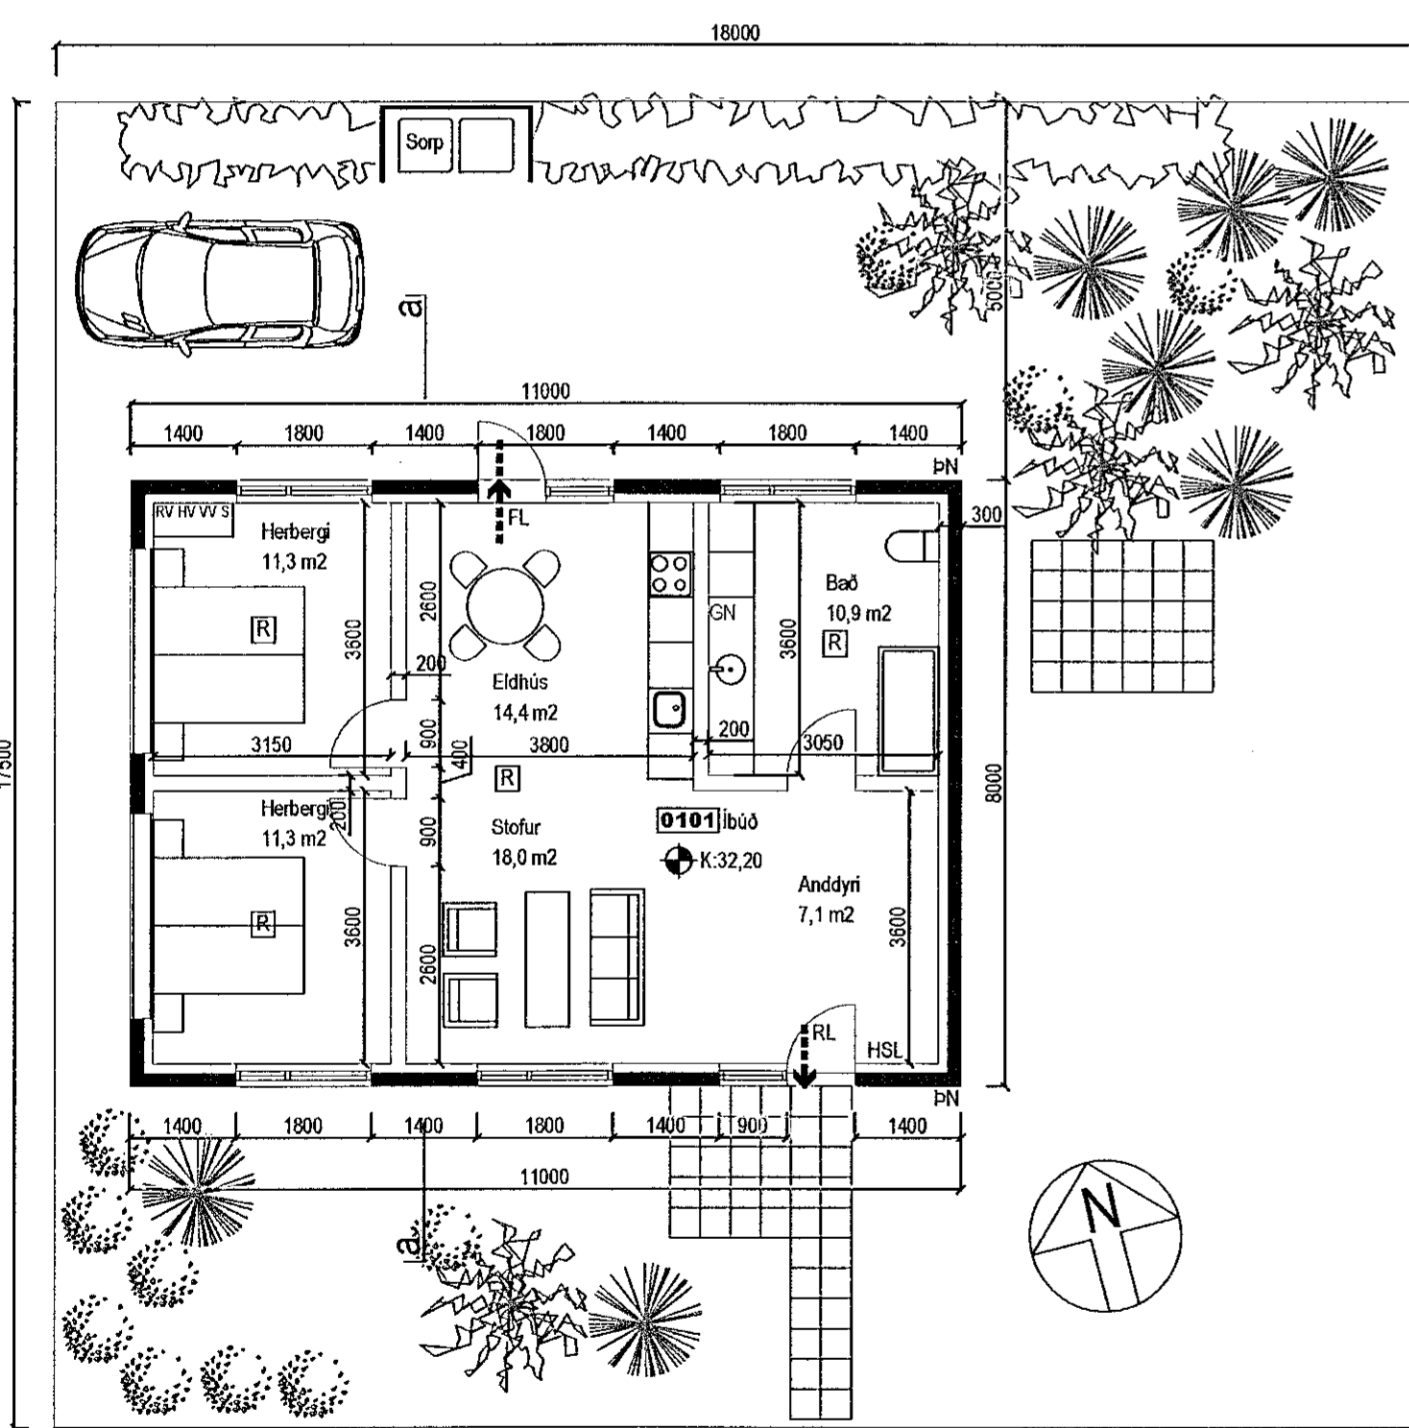 18000
Sorp
5000
17500
a
11000
1400 1800 1400 1800 1400 1800 1400
ÞN
RV HV VV S
Herbergi
11,3 m2
FL
300
Bað
10,9 m2
GN
R
R
2600
3600
3600
200
Eldhús
14,4 m2
900
400
200
3150
3800
3050
R
8000
Herbergi
11,3 m2
200
Stofur
18,0 m2
900
0101 Íbúð
K:32,20
Anddyri
7,1 m2
R
3600
2600
3600
RL
HSL
ÞN
1400 1800 1400 1800 1400 900 1400
11000
a
N